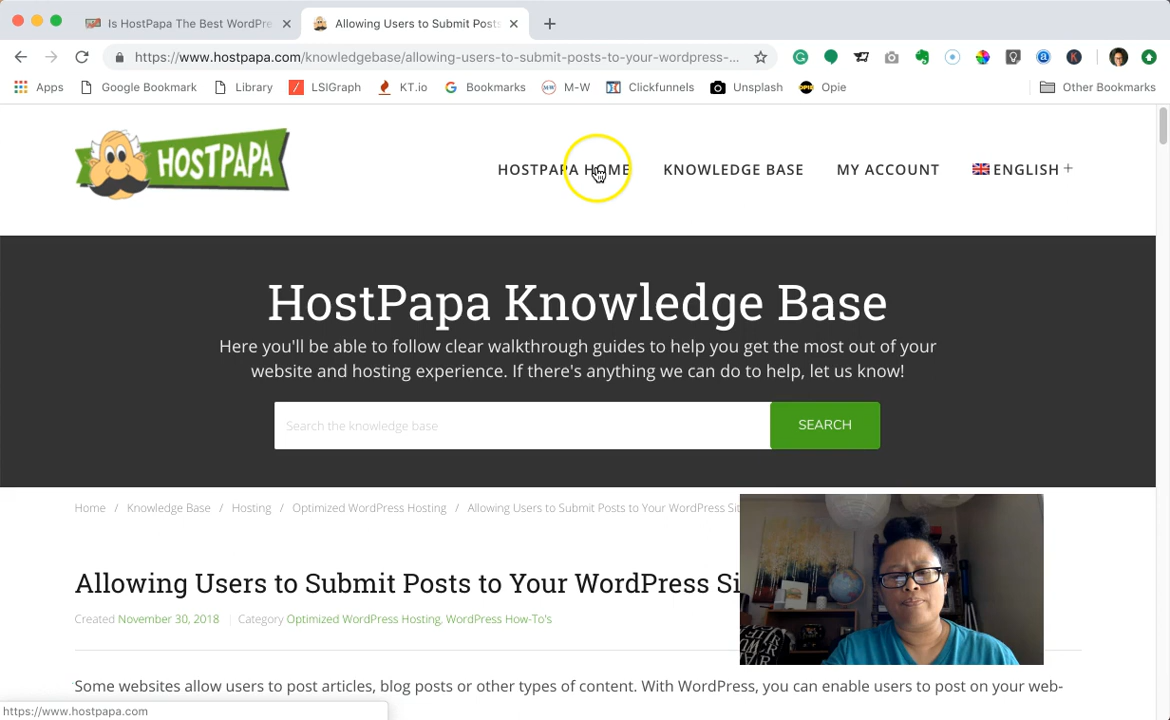 Is HostPapa The Best WordPre
Allowing Users to Submit Posts
https://www.hostpapa.com/knowledgebase/allowing-users-to-submit-posts-to-your-wordpress-...
Apps
Google Bookmark
Library
LSIGraph
KT.io
Bookmarks
M-W
Clickfunnels
Unsplash
Opie
Other Bookmarks
HOSTPAPA
HOSTPAPA HOME
KNOWLEDGE BASE
MY ACCOUNT
ENGLISH +
HostPapa Knowledge Base
Here you'll be able to follow clear walkthrough guides to help you get the most out of your
website and hosting experience. If there's anything we can do to help, let us know!
Search the knowledge base
SEARCH
Home / Knowledge Base / Hosting / Optimized WordPress Hosting / Allowing Users to Submit Posts to Your WordPress Sit
Allowing Users to Submit Posts to Your WordPress Si
Created November 30, 2018 | Category Optimized WordPress Hosting, WordPress How-To's
Some websites allow users to post articles, blog posts or other types of content. With WordPress, you can enable users to post on your web-
https://www.hostpapa.com